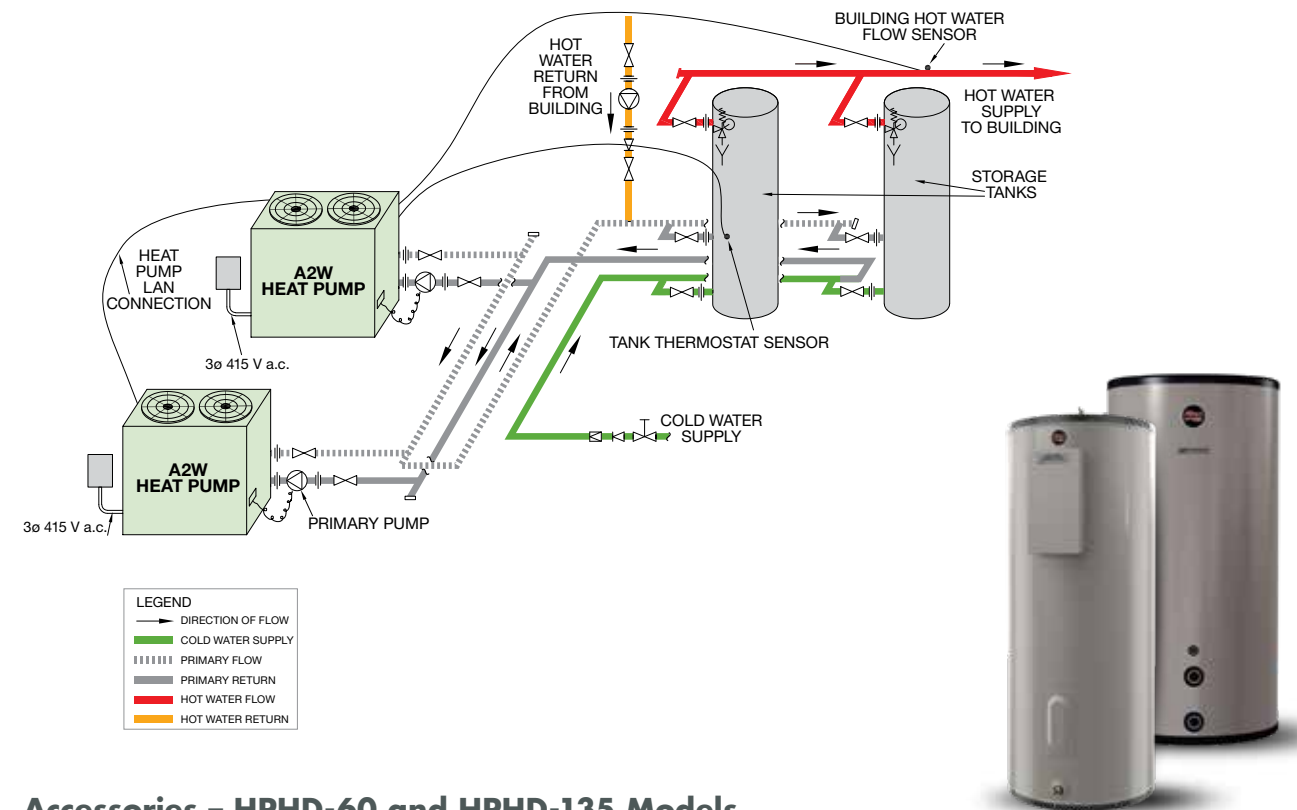 BUILDING HOT WATER
FLOW SENSOR
HOT
WATER
RETURN
FROM
BUILDING
HOT WATER
SUPPLY
TO BUILDING
STORAGE
TANKS
HEAT
PUMP
LAN
CONNECTION
A2W
HEAT PUMP
3ø 415 V a.c.
TANK THERMOSTAT SENSOR
COLD WATER
SUPPLY
A2W
HEAT PUMP
3ø 415 V a.c.
PRIMARY PUMP
LEGEND
DIRECTION OF FLOW
COLD WATER SUPPLY
PRIMARY FLOW
PRIMARY RETURN
HOT WATER FLOW
HOT WATER RETURN
Accessories – HPHD-60 and HPHD-135 Models